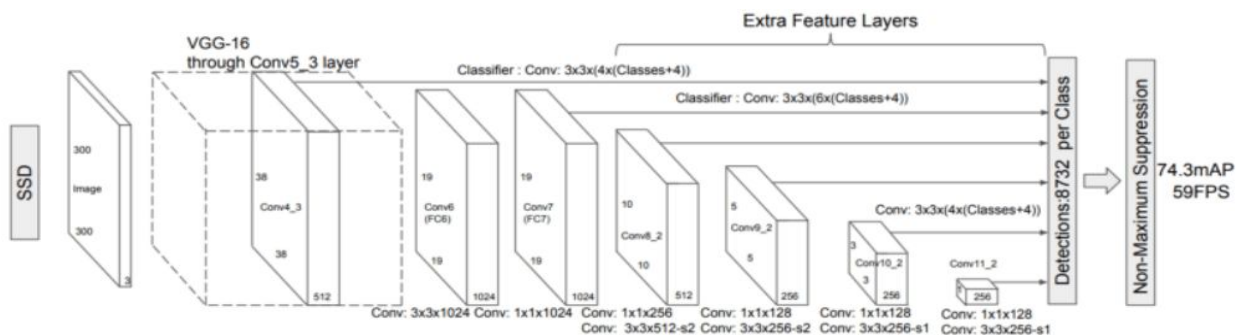 Extra Feature Layers
VGG-16
through Conv5_3 layer
Classifier : Conv: 3x3x(4x(Classes+4))
Classifier : Conv: 3x3x(6x(Classes+4))
SSD
300
Image
300
3
38
Conv4_3
38
512
19
Conv6
(FC6)
19
1024
19
Conv7
(FC7)
19
1024
10
Conv8_2
10
512
5
Conv9_2
5
256
Conv: 3x3x(4x(Classes+4))
3
Conv10_2
3
256
Conv11_2
256
Detections:8732 per Class
Non-Maximum Suppression
74.3mAP
59FPS
Conv: 3x3x1024
Conv: 1x1x1024
Conv: 1x1x256
Conv: 3x3x512-s2
Conv: 1x1x128
Conv: 3x3x256-s2
Conv: 1x1x128
Conv: 3x3x256-s1
Conv: 1x1x128
Conv: 3x3x256-s1